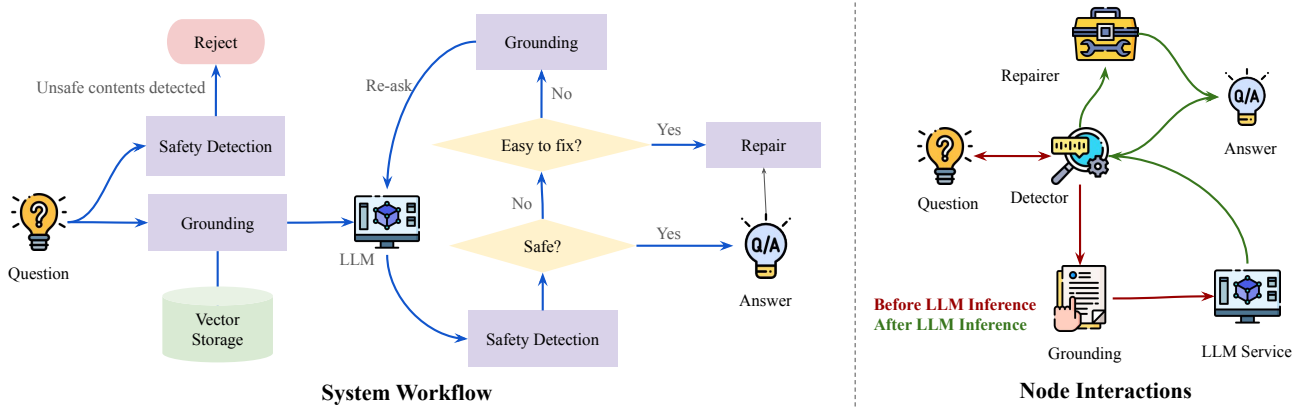 Reject
Unsafe contents detected
Safety Detection
Grounding
Question
Vector
Storage
Grounding
Re-ask
No
Easy to fix?
Yes
Repair
No
LLM
Safe?
Yes
Q/A
Answer
Safety Detection
System Workflow
Repairer
Q/A
Answer
Question
Detector
Before LLM Inference
After LLM Inference
Grounding
LLM Service
Node Interactions